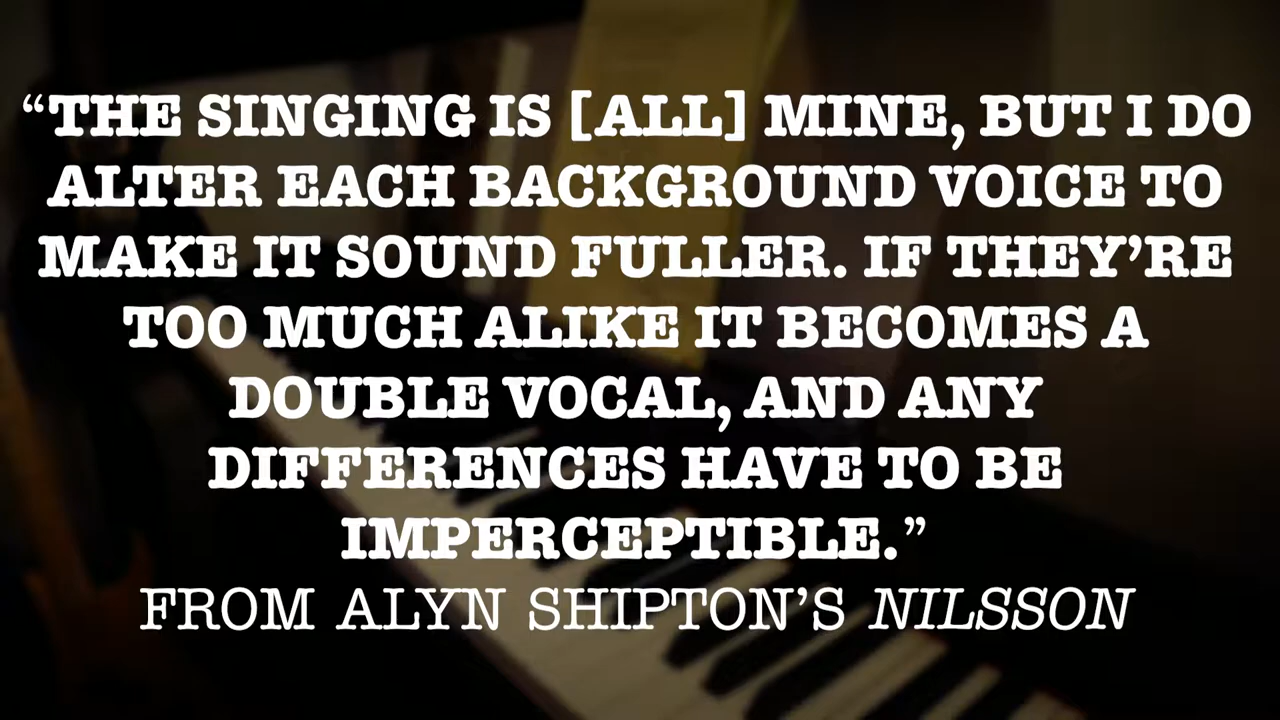 “THE SINGING IS [ALL] MINE, BUT I DO
ALTER EACH BACKGROUND VOICE TO
MAKE IT SOUND FULLER. IF THEY’RE
TOO MUCH ALIKE IT BECOMES A
DOUBLE VOCAL, AND ANY
DIFFERENCES HAVE TO BE
IMPERCEPTIBLE.”
FROM ALYN SHIPTON’S NILSSON